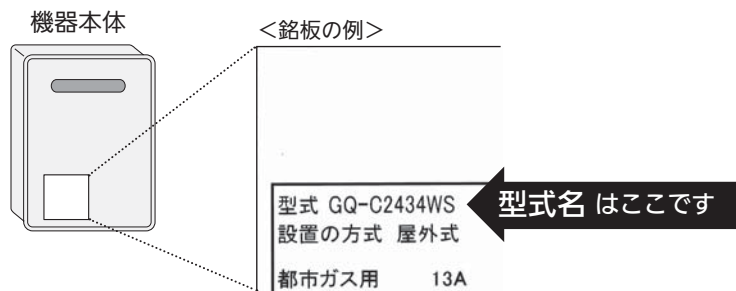 機器本体
＜銘板の例＞
型式 GQ-C2434WS
型式名 はここです
設置の方式 屋外式
都市ガス用 13A